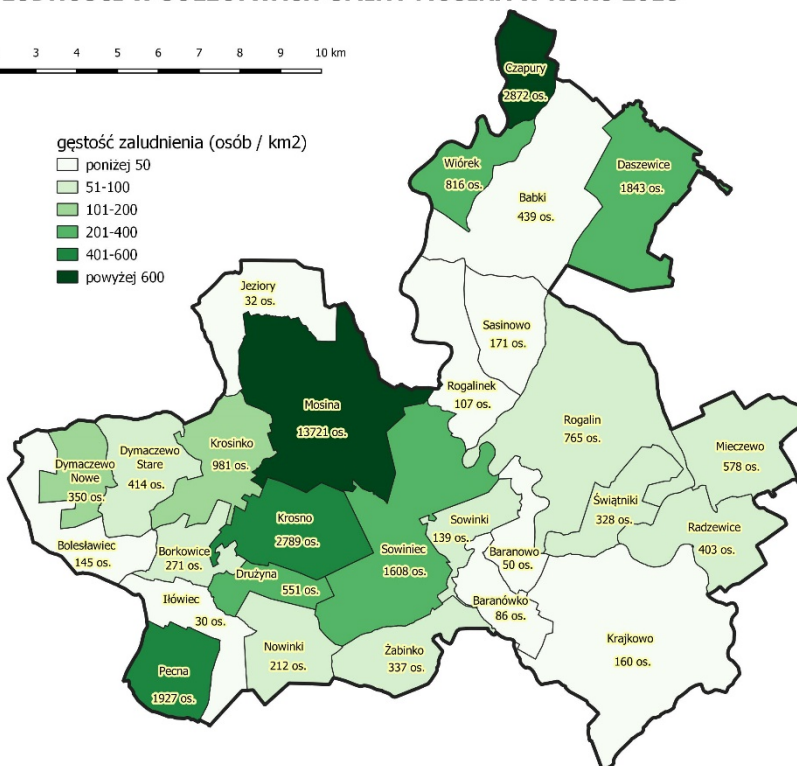 3 4 5 6 7 8 9 10 km
gęstość zaludnienia (osób / km2)
poniżej 50
51-100
101-200
201-400
401-600
powyżej 600
Czapury
2872 os.
Wiórek
816 os.
Daszewice
1843 os.
Babki
439 os.
Jeziory
32 os.
Sasinowo
171 os.
Rogalinek
107 os.
Mosina
13721 os.
Rogalin
765 os.
Mieczewo
578 os.
Krosinko
981 os.
Dymaczewo
Stare
414 os.
Dymaczewo
Nowe
350 os.
Świątniki
328 os.
Radzewice
403 os.
Krosno
2789 os.
Sowinki
139 os.
Bolesławiec
145 os.
Borkowice
271 os.
Sowiniec
1608 os.
Baranowo
50 os.
Drużyna
551 os.
Iłówiec
30 os.
Baranówko
86 os.
Krajkowo
160 os.
Nowinki
212 os.
Żabinko
337 os.
Pecna
1927 os.